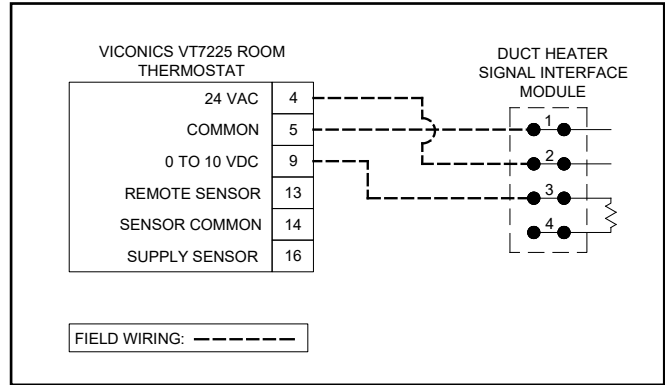 VICONICS VT7225 ROOM
THERMOSTAT
24 VAC 4
COMMON 5
0 TO 10 VDC 9
REMOTE SENSOR 13
SENSOR COMMON 14
SUPPLY SENSOR 16
DUCT HEATER
SIGNAL INTERFACE
MODULE
1
2
3
4
FIELD WIRING: